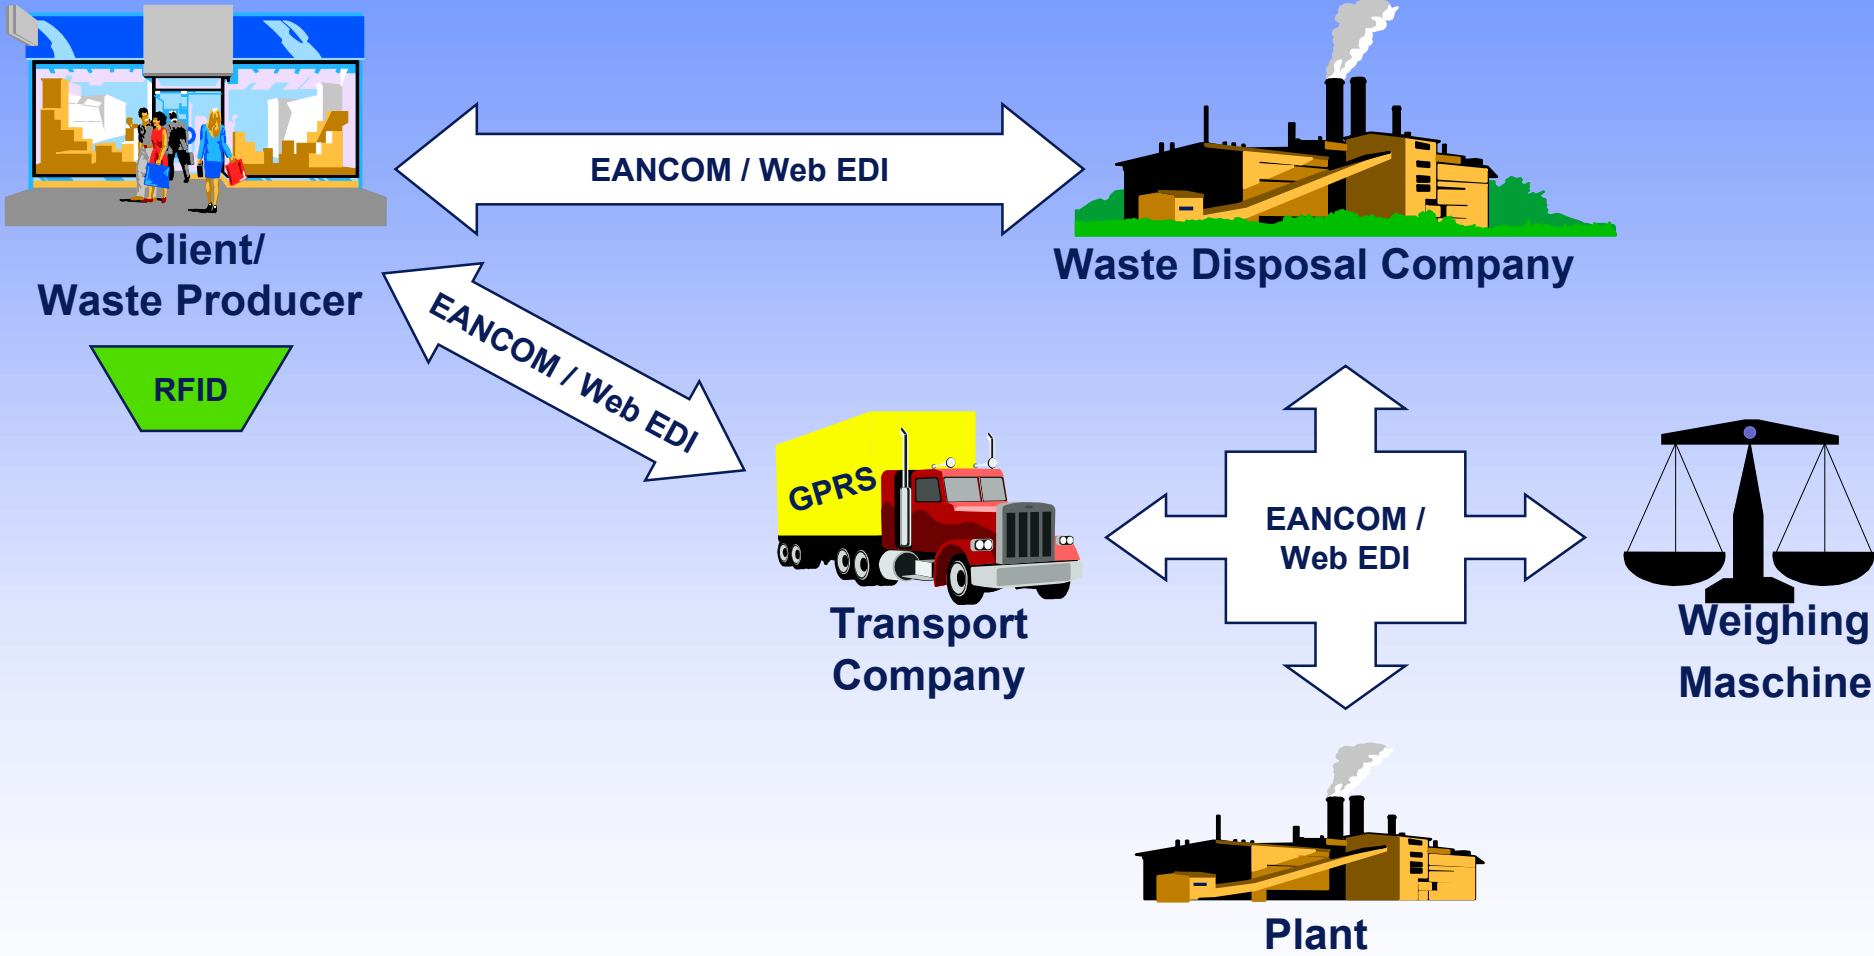 EANCOM / Web EDI
Client/
Waste Producer
Waste Disposal Company
RFID
EANCOM / Web EDI
GPRS
EANCOM /
Web EDI
Transport
Company
Weighing
Maschine
Plant